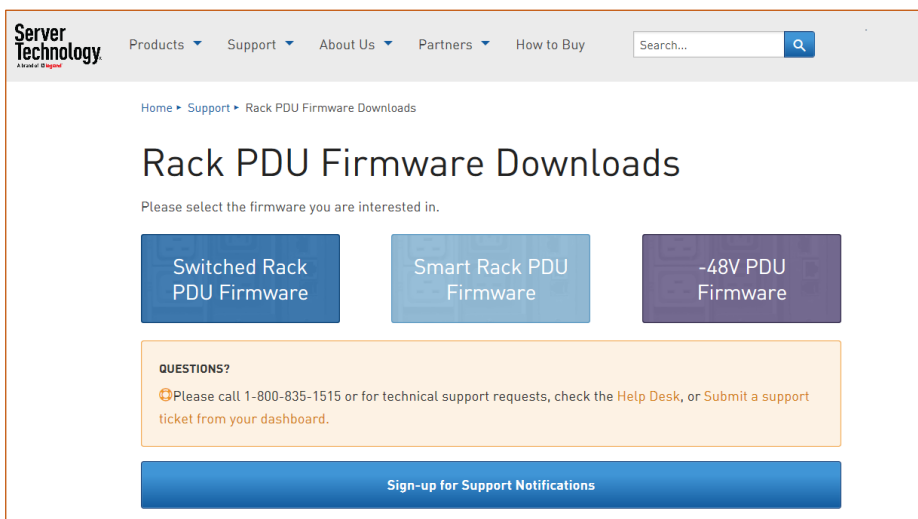 Server
Technology
A brand of legrand
Products Support About Us Partners How to Buy Search...
Home ▸ Support ▸ Rack PDU Firmware Downloads
Rack PDU Firmware Downloads
Please select the firmware you are interested in.
Switched Rack
PDU Firmware
Smart Rack PDU
Firmware
-48V PDU
Firmware
QUESTIONS?
Please call 1-800-835-1515 or for technical support requests, check the Help Desk, or Submit a support
ticket from your dashboard.
Sign-up for Support Notifications